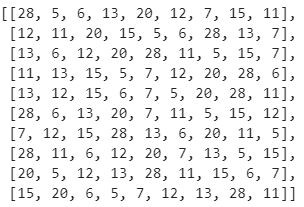 [[28, 5, 6, 13, 20, 12, 7, 15, 11],
[12, 11, 20, 15, 5, 6, 28, 13, 7],
[13, 6, 12, 20, 28, 11, 5, 15, 7],
[11, 13, 15, 5, 7, 12, 20, 28, 6],
[13, 12, 15, 6, 7, 5, 20, 28, 11],
[28, 6, 13, 20, 7, 11, 5, 15, 12],
[7, 12, 15, 28, 13, 6, 20, 11, 5],
[28, 11, 6, 12, 20, 7, 13, 5, 15],
[20, 5, 12, 13, 28, 11, 15, 6, 7],
[15, 20, 6, 5, 7, 12, 13, 28, 11]]